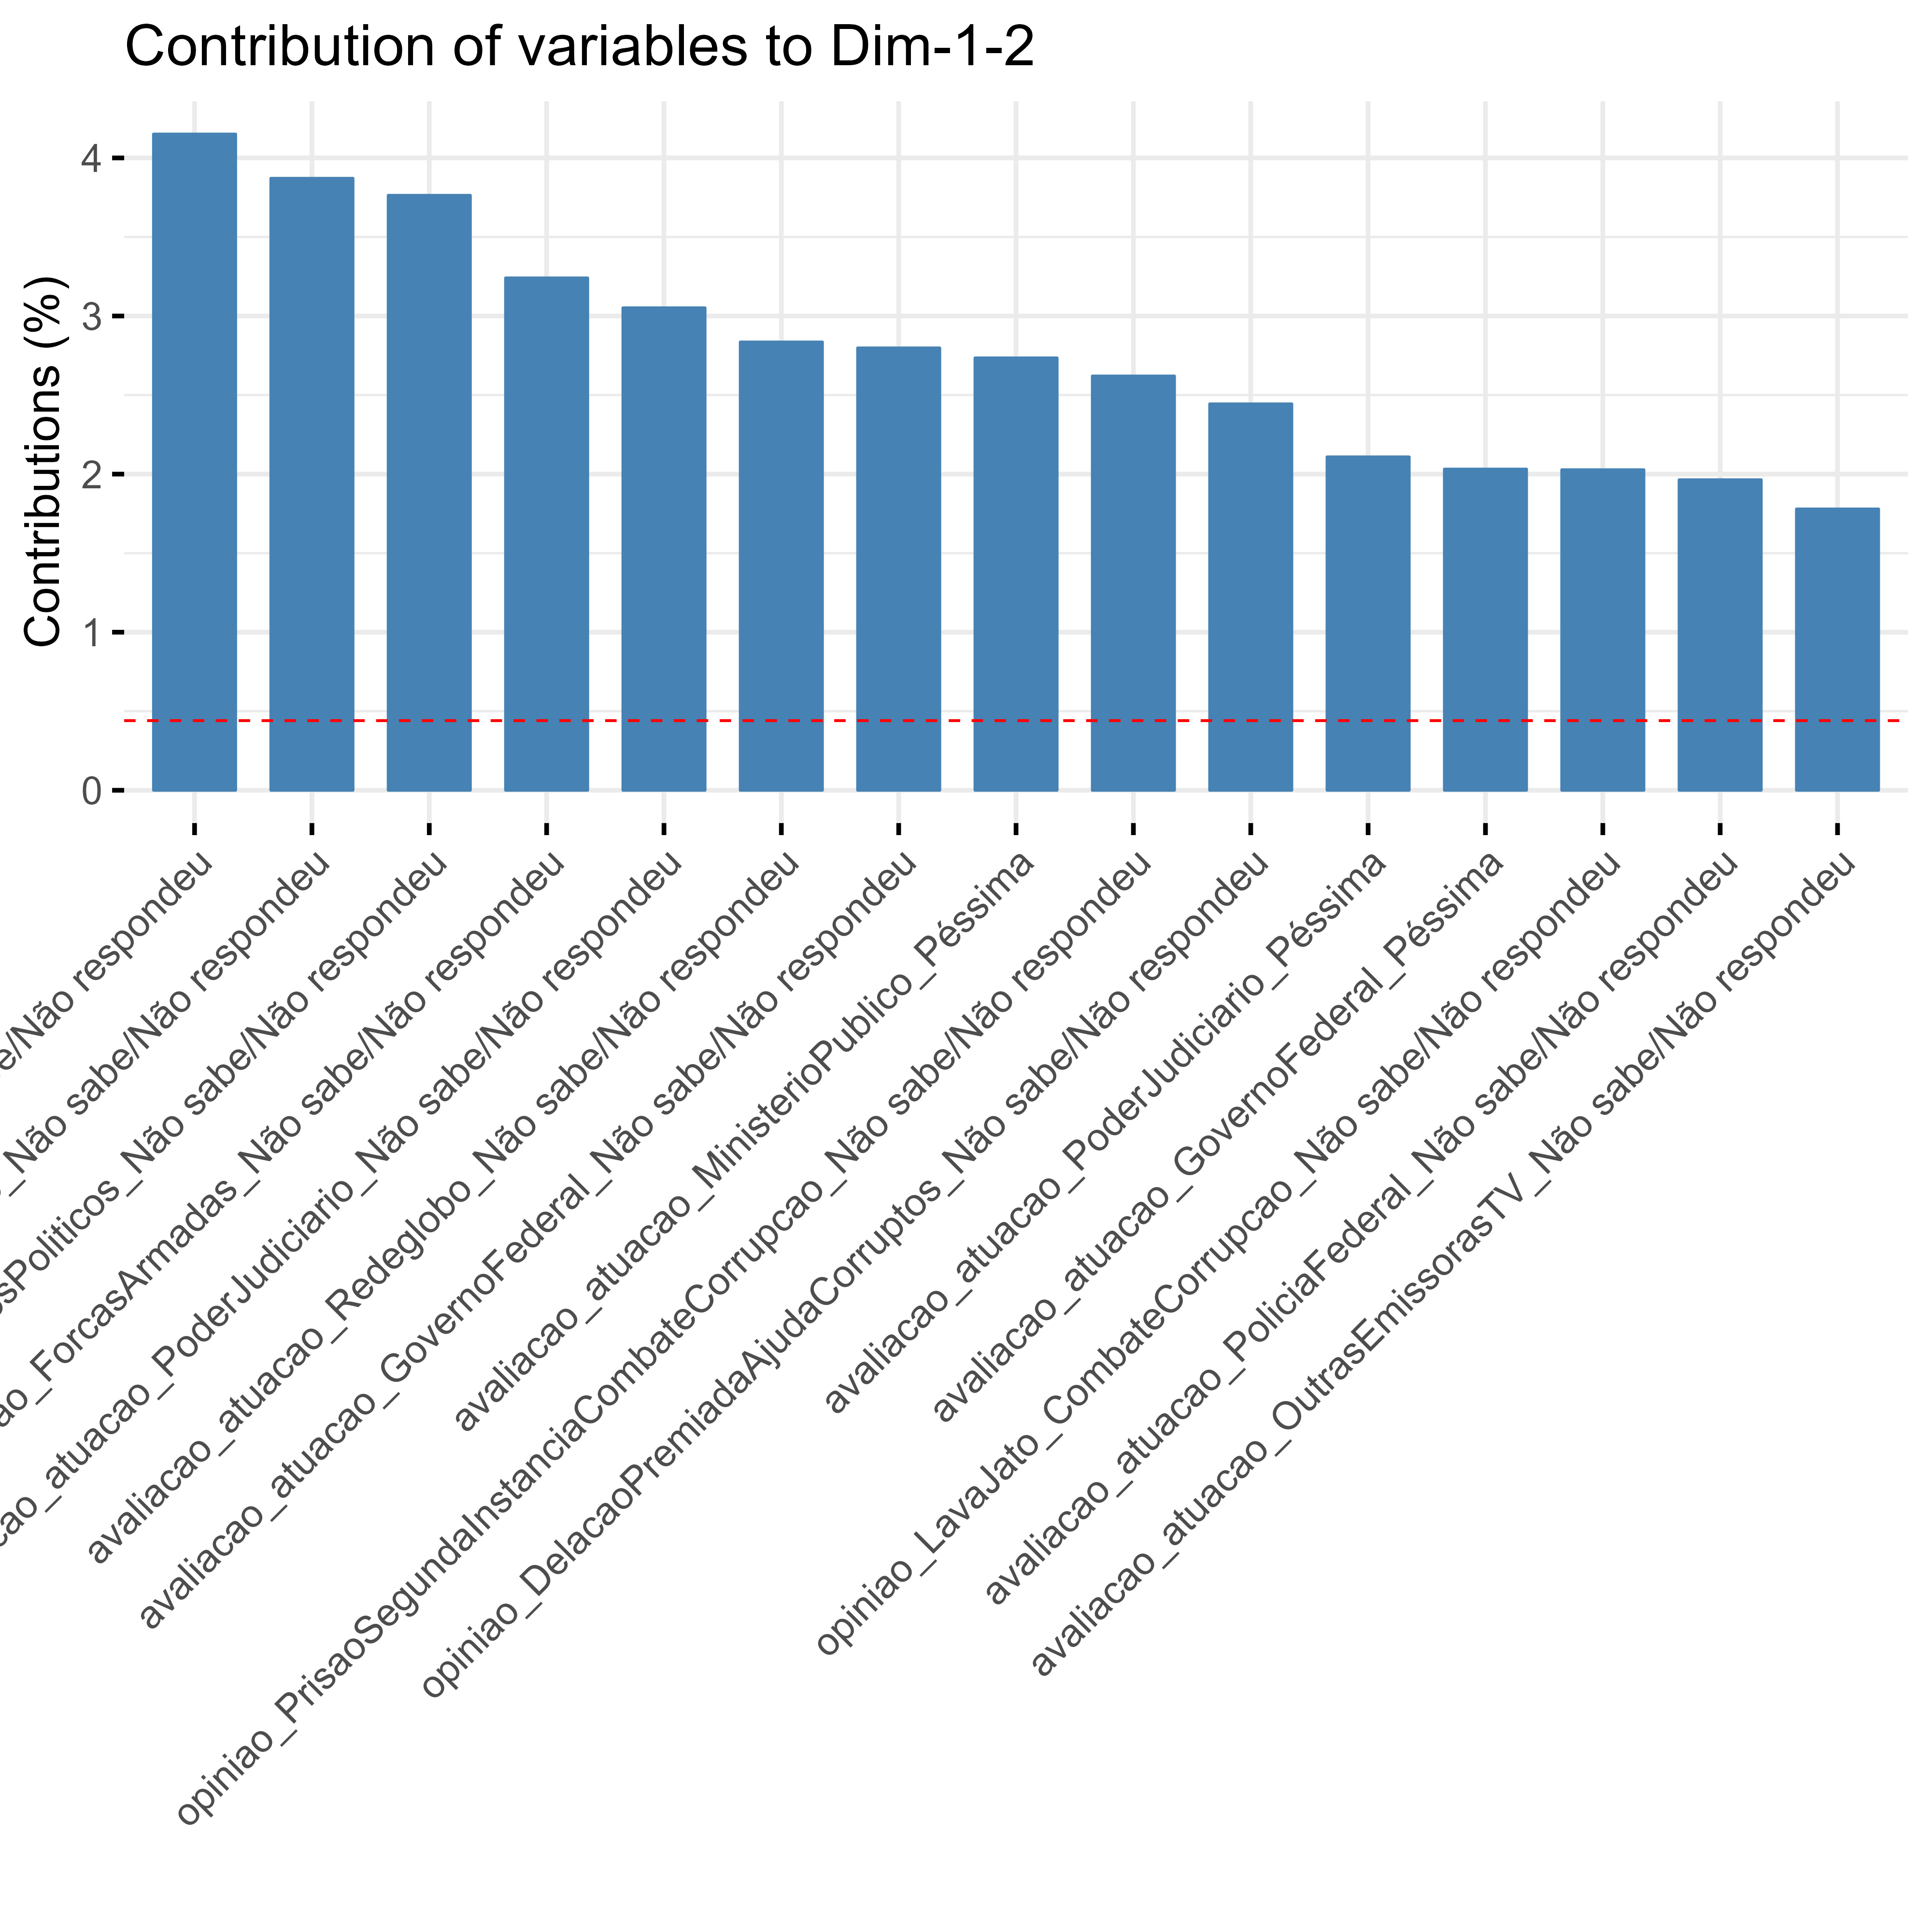 Contribution of variables to Dim-1-2
Contributions (%)
4
3
2
1
0
e/Não respondeu
_Não sabe/Não respondeu
sPoliticos_Não sabe/Não respondeu
ao_ForcasArmadas_Não sabe/Não respondeu
cao_atuacao_PoderJudiciario_Não sabe/Não respondeu
avaliacao_atuacao_Redeglobo_Não sabe/Não respondeu
avaliacao_atuacao_GovernoFederal_Não sabe/Não respondeu
avaliacao_atuacao_MinisterioPublico_Péssima
opiniao_PrisaoSegundaInstanciaCombateCorrupcao_Não sabe/Não respondeu
opiniao_DelacaoPremiadaAjudaCorruptos_Não sabe/Não respondeu
avaliacao_atuacao_PoderJudiciario_Péssima
avaliacao_atuacao_GovernoFederal_Péssima
opiniao_LavaJato_CombateCorrupcao_Não sabe/Não respondeu
avaliacao_atuacao_PoliciaFederal_Não sabe/Não respondeu
avaliacao_atuacao_OutrasEmissorasTV_Não sabe/Não respondeu